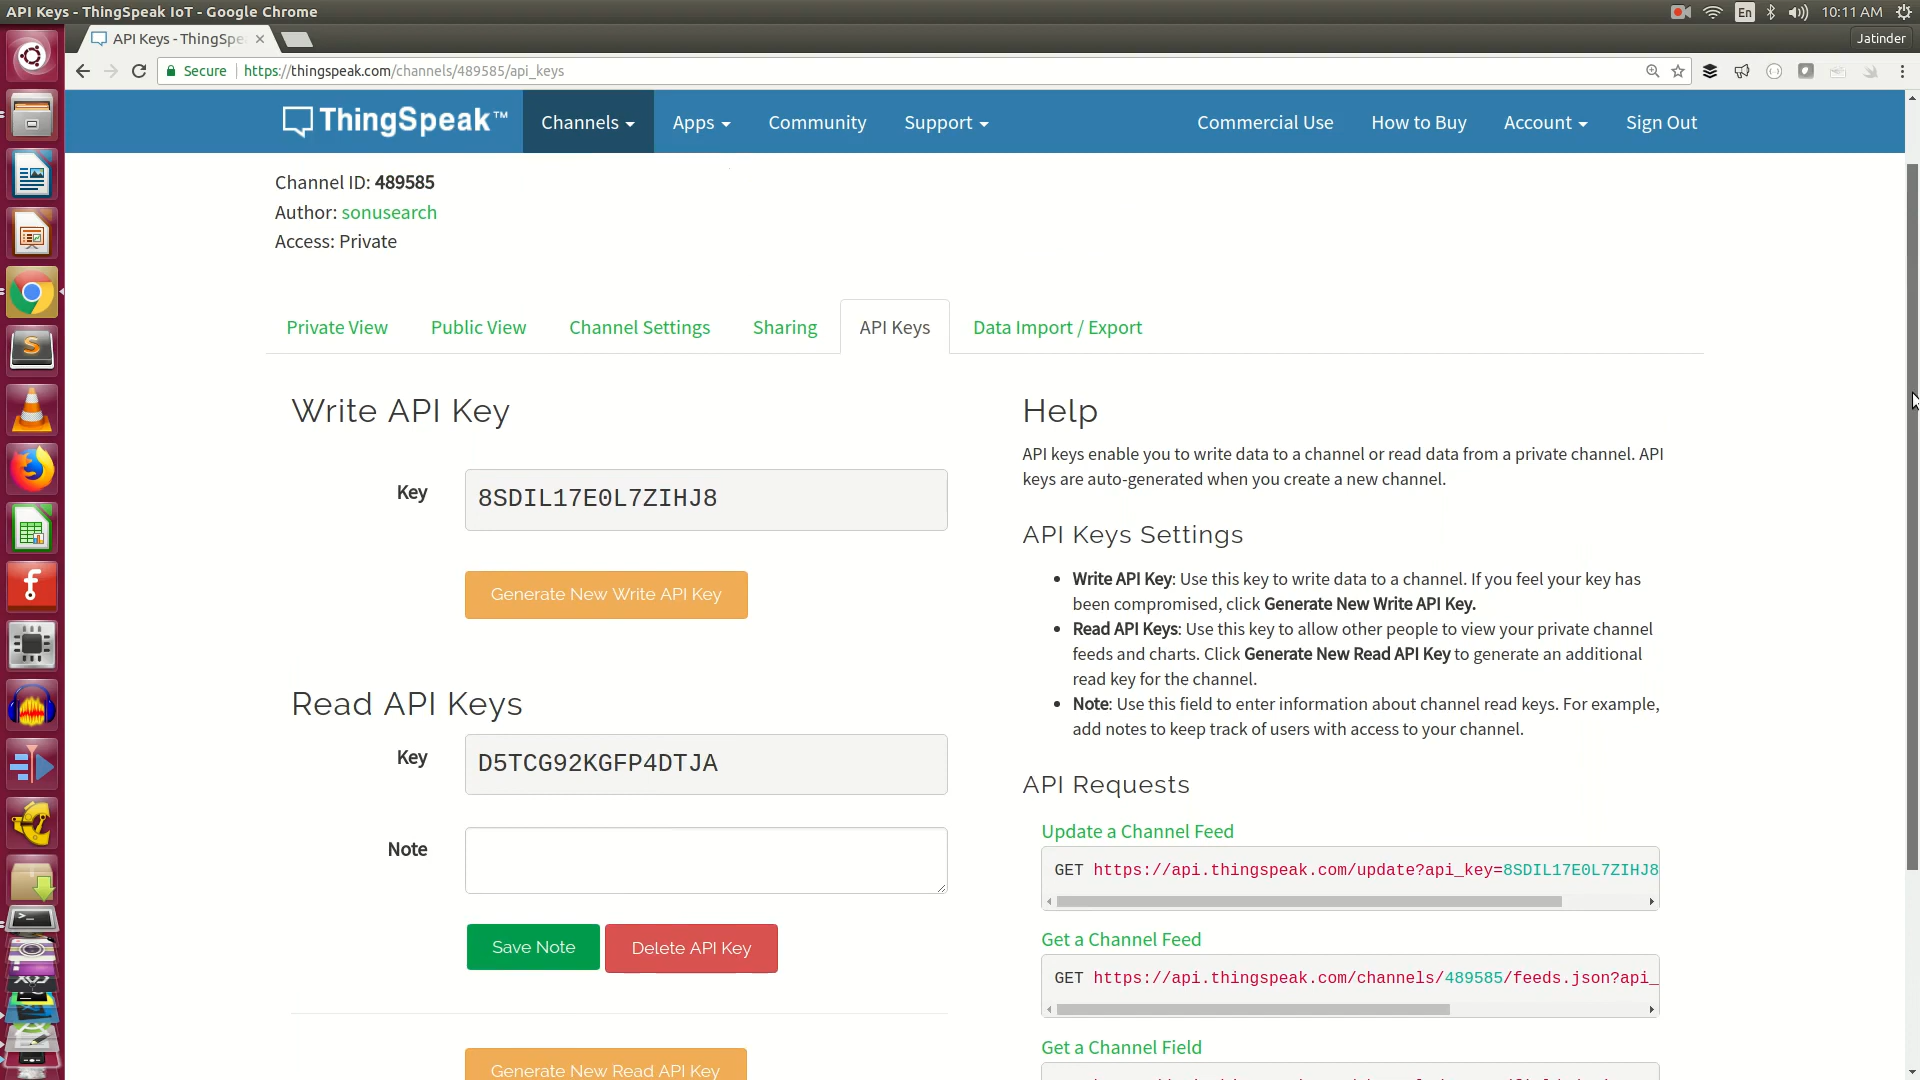 API Keys - ThingSpeak IoT - Google Chrome
En
10:11 AM
API Keys - ThingSpe
Jatinder
Secure
https://thingspeak.com/channels/489585/api_keys
ThingSpeak™
Channels
Apps
Community
Support
Commercial Use
How to Buy
Account
Sign Out
Channel ID: 489585
Author: sonusearch
Access: Private
Private View
Public View
Channel Settings
Sharing
API Keys
Data Import / Export
Write API Key
Key
8SDIL17E0L7ZIHJ8
Generate New Write API Key
Read API Keys
Key
D5TCG92KGFP4DTJA
Note
Save Note
Delete API Key
Generate New Read API Key
Help
API keys enable you to write data to a channel or read data from a private channel. API
keys are auto-generated when you create a new channel.
API Keys Settings
• Write API Key: Use this key to write data to a channel. If you feel your key has
been compromised, click Generate New Write API Key.
• Read API Keys: Use this key to allow other people to view your private channel
feeds and charts. Click Generate New Read API Key to generate an additional
read key for the channel.
• Note: Use this field to enter information about channel read keys. For example,
add notes to keep track of users with access to your channel.
API Requests
Update a Channel Feed
GET https://api.thingspeak.com/update?api_key=8SDIL17E0L7ZIHJ8
Get a Channel Feed
GET https://api.thingspeak.com/channels/489585/feeds.json?api_
Get a Channel Field